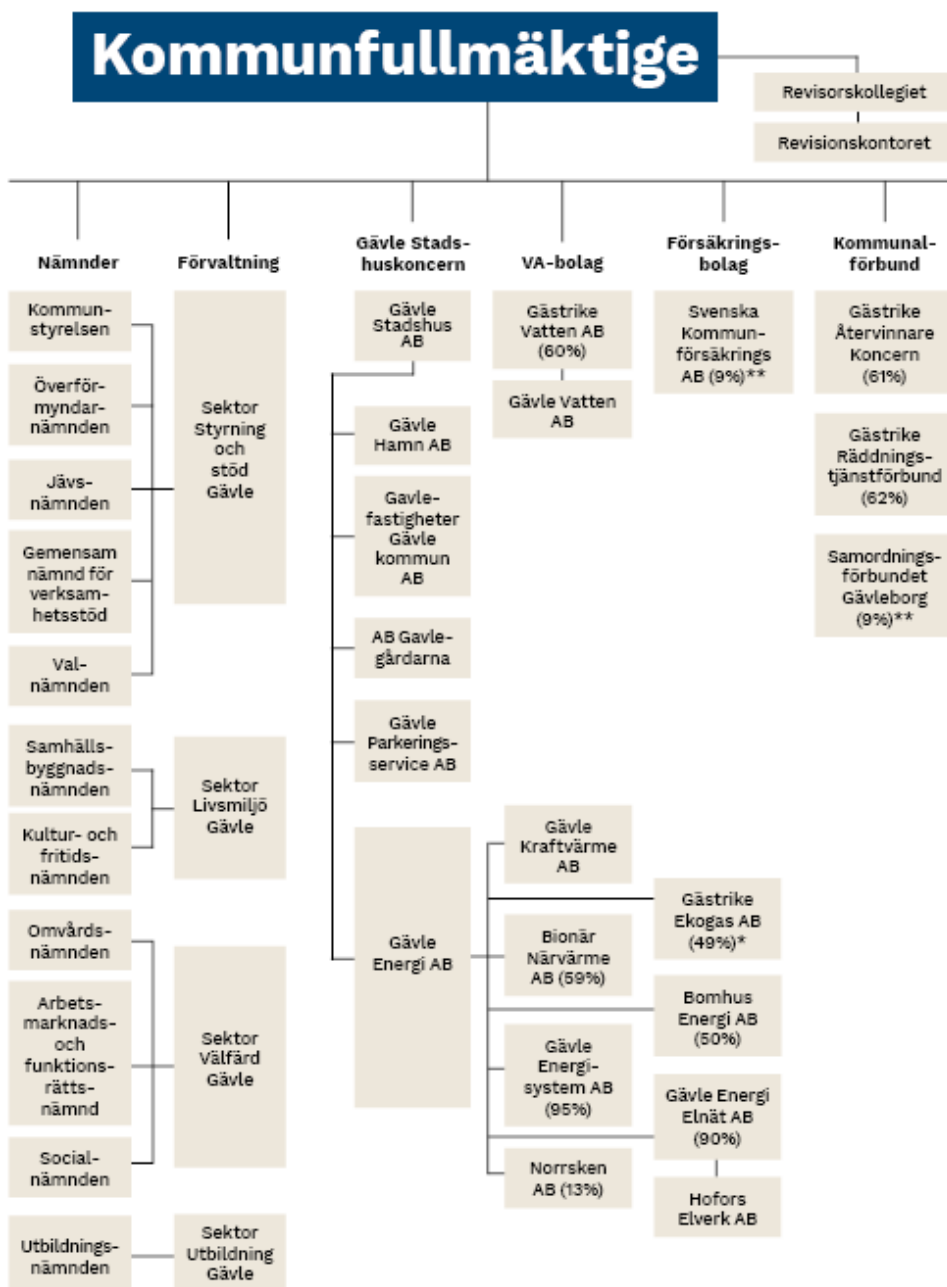 Kommunfullmäktige
Revisorskollegiet
Revisionskontoret
Nämnder
Kommun-
styrelsen
Överför-
myndar-
nämnden
Jävs-
nämnden
Gemensam
nämnd för
verksam-
hetsstöd
Val-
nämnden
Samhälls-
byggnads-
nämnden
Kultur- och
fritids-
nämnden
Omvårds-
nämnden
Arbets-
marknads-
och
funktions-
rätts-
nämnd
Social-
nämnden
Utbildnings-
nämnden
Förvaltning
Sektor
Styrning
och
stöd
Gävle
Sektor
Livsmiljö
Gävle
Sektor
Välfärd
Gävle
Sektor
Utbildning
Gävle
Gävle Stads-
huskoncern
Gävle
Stadshus
AB
Gävle
Hamn AB
Gavle-
fastigheter
Gävle
kommun
AB
AB Gavle-
gårdarna
Gävle
Parkerings-
service AB
Gävle
Energi AB
VA-bolag
Gästrike
Vatten AB
(60%)
Gävle Vatten
AB
Gävle
Kraftvärme
AB
Bionär
Närvärme
AB (59%)
Gävle
Energi-
system AB
(95%)
Norrsken
AB (13%)
Försäkrings-
bolag
Svenska
Kommun-
försäkrings
AB (9%)**
Gästrike
Ekogas AB
(49%)*
Bomhus
Energi AB
(50%)
Gävle Energi
Elnät AB
(90%)
Hofors
Elverk AB
Kommunal-
förbund
Gästrike
Återvinnare
Koncern
(61%)
Gästrike
Räddnings-
tjänstförbund
(62%)
Samordnings-
förbundet
Gävleborg
(9%)**